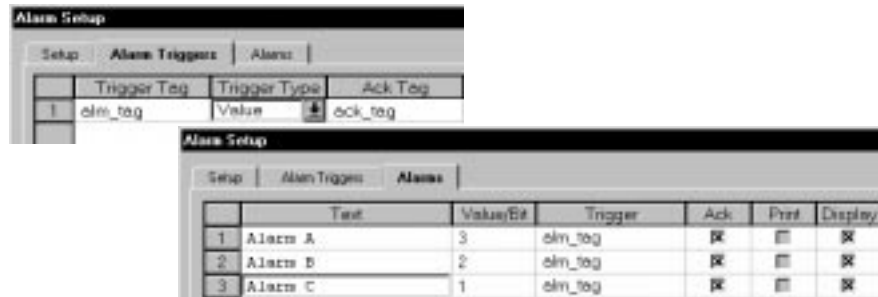 Alarm Setup
Setup Alarm Triggers Alarms
Trigger Tag Trigger Type Ack Tag
1 alm_tag Value ack_tag
Alarm Setup
Setup Alarm Triggers Alarms
Text Value/Bit Trigger Ack Print Display
1 Alarm A 3 alm_tag
2 Alarm B 2 alm_tag
3 Alarm C 1 alm_tag